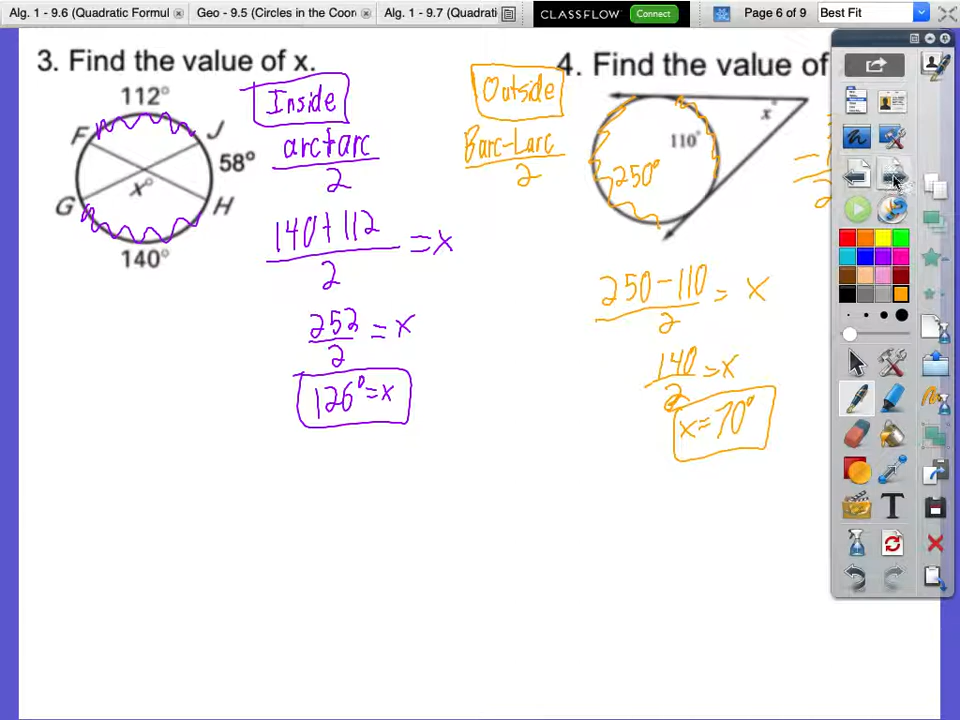 Alg. 1 - 9.6 (Quadratic Formul
Geo - 9.5 (Circles in the Coor
Alg. 1 - 9.7 (Quadrati
CLASSFLOW
Connect
Page 6 of 9
Best Fit
3. Find the value of x.
112°
F
J
58°
x°
G
H
140°
Inside
arc+arc
2
140+112
2
=x
252
2
=x
126°=x
4. Find the value of
Outside
Barc-Larc
2
x°
110°
250°
250-110
2
= x
140
2
=x
x=70°
T